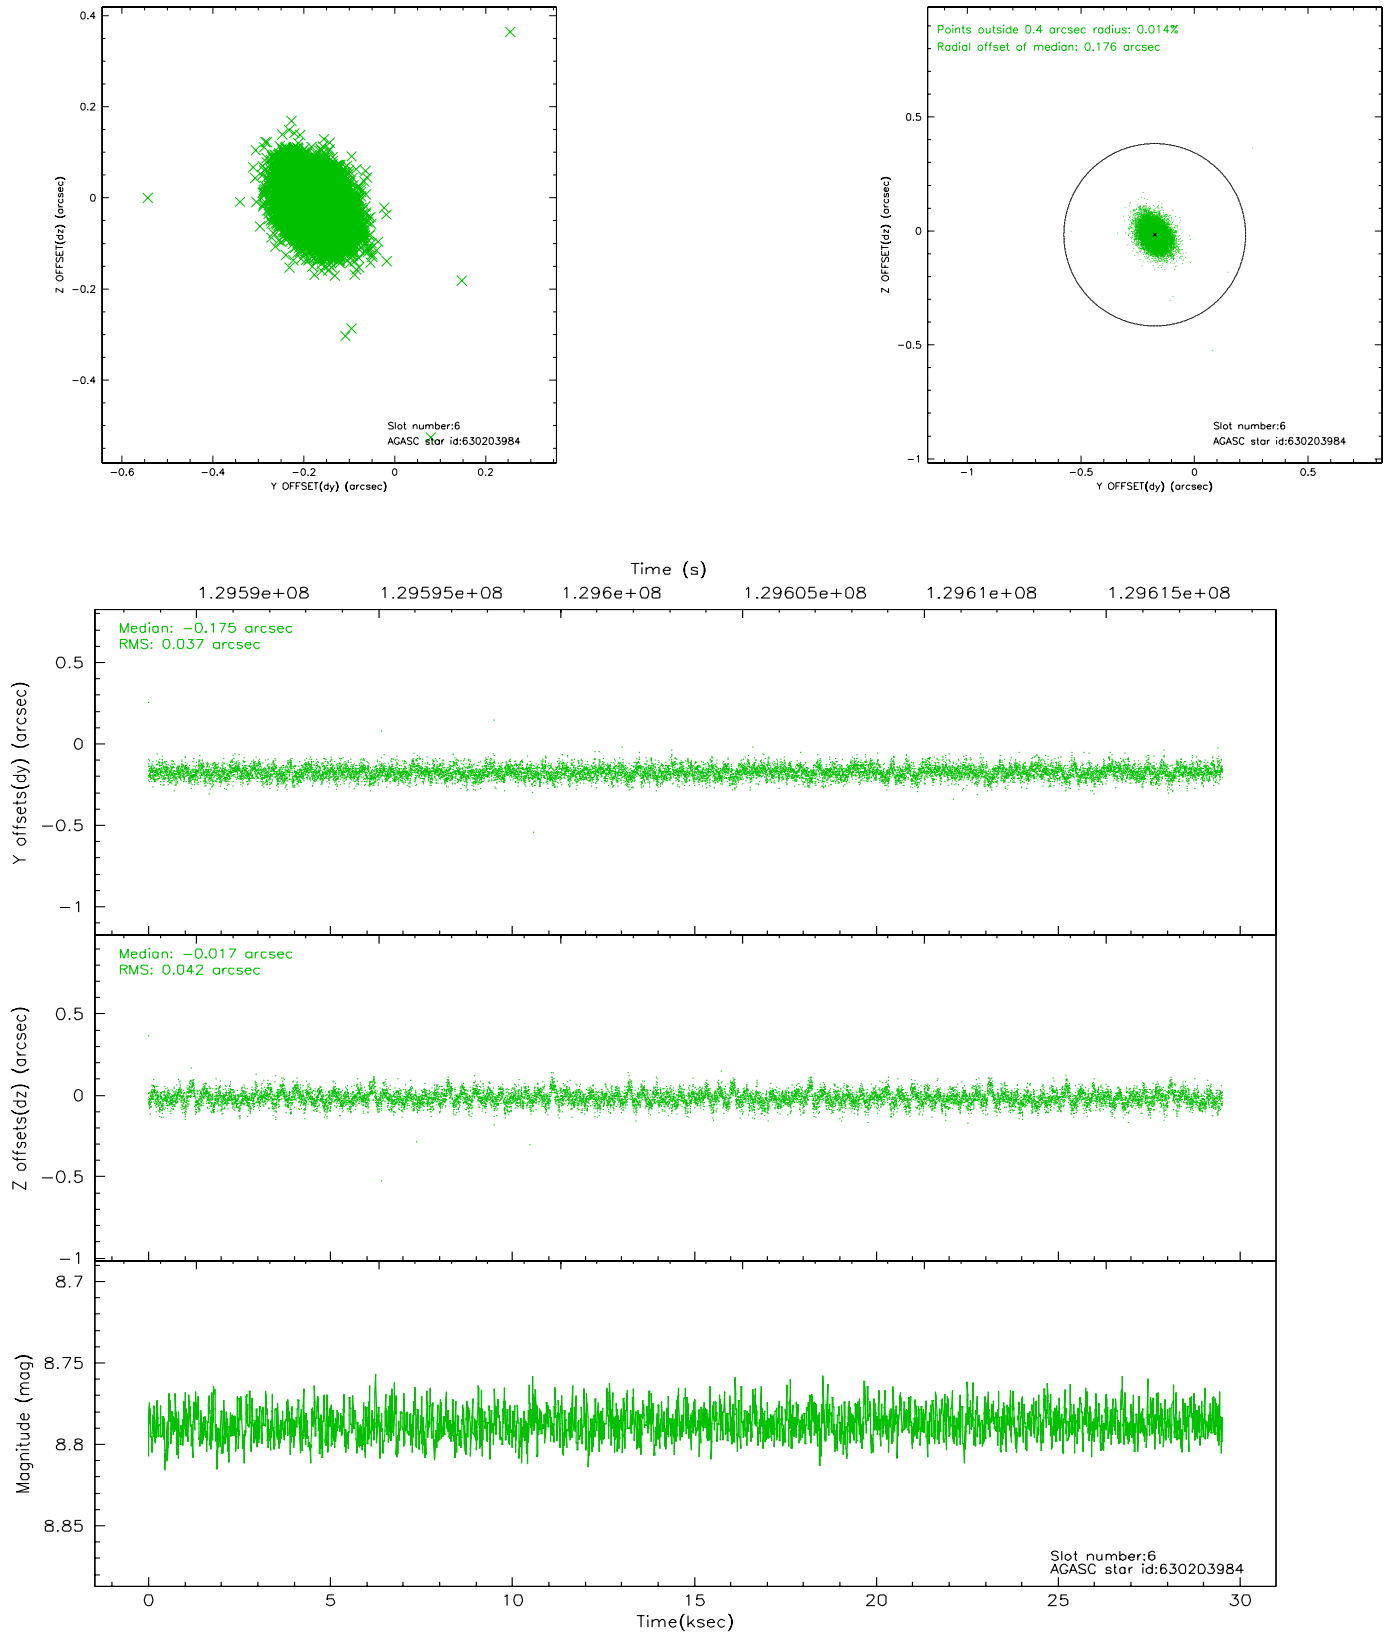 0.4
0.2
0
−0.2
−0.4
Z OFFSET(dz) (arcsec)
Slot number:6
AGASC star id:630203984
−0.6
−0.4
−0.2
0
0.2
Y OFFSET(dy) (arcsec)
Points outside 0.4 arcsec radius: 0.014%
Radial offset of median: 0.176 arcsec
0.5
0
−0.5
−1
Z OFFSET(dz) (arcsec)
Slot number:6
AGASC star id:630203984
−1
−0.5
0
0.5
Y OFFSET(dy) (arcsec)
Time (s)
1.2959e+08
1.29595e+08
1.296e+08
1.29605e+08
1.2961e+08
1.29615e+08
Median: −0.175 arcsec
RMS: 0.037 arcsec
0.5
0
−0.5
−1
Y offsets(dy) (arcsec)
Median: −0.017 arcsec
RMS: 0.042 arcsec
0.5
0
−0.5
−1
Z offsets(dz) (arcsec)
8.7
8.75
8.8
8.85
Magnitude (mag)
Slot number:6
AGASC star id:630203984
0
5
10
15
20
25
30
Time(ksec)